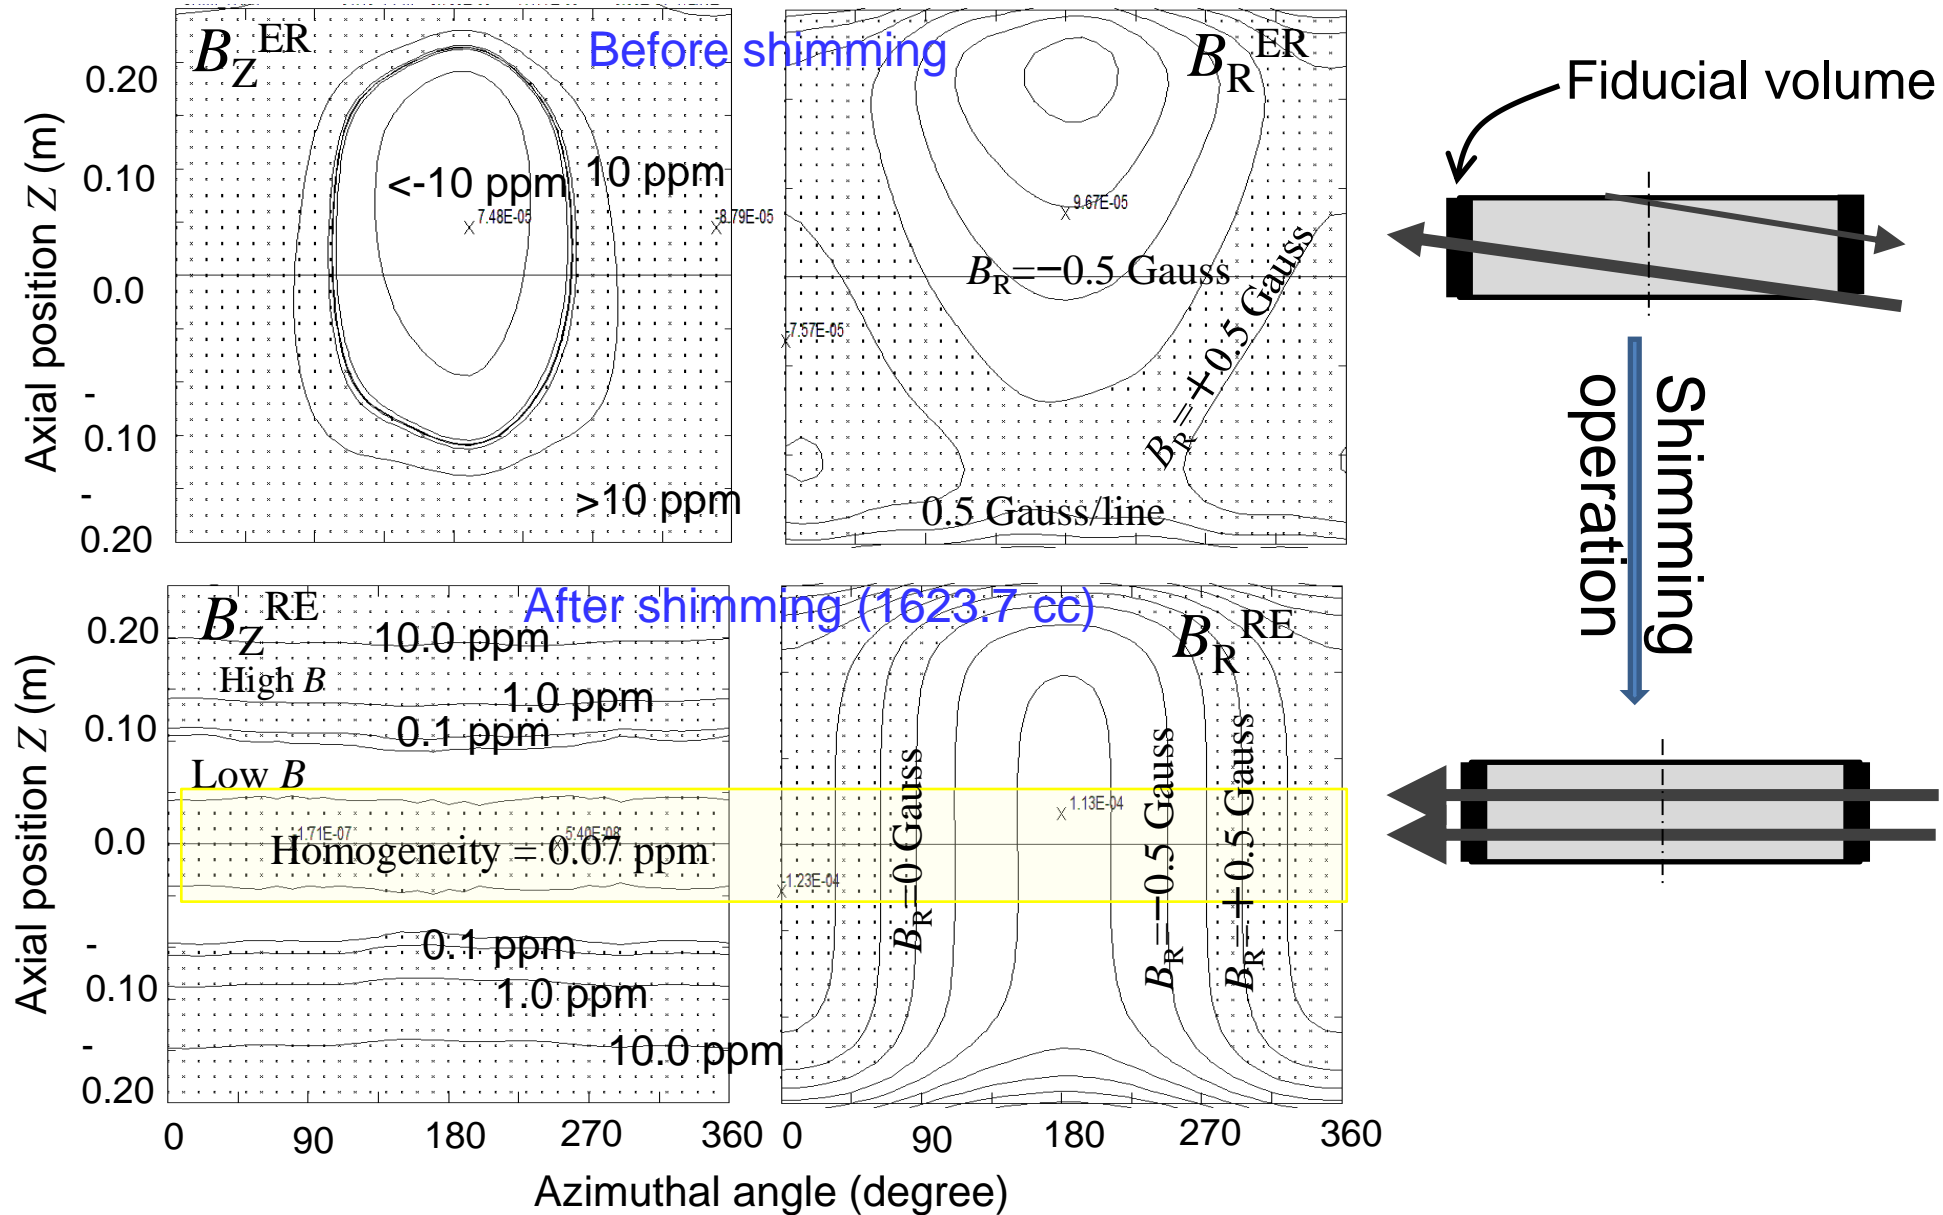 B_Z^ER
Before shimming
B_R^ER
Fiducial volume
Axial position Z (m)
0.20
0.10
0.0
-
0.10
-
0.20
<-10 ppm
10 ppm
7.48E-05
-8.79E-05
>10 ppm
9.67E-05
B_R=−0.5 Gauss
-7.57E-05
B_R=+0.5 Gauss
0.5 Gauss/line
Shimming
operation
B_Z^RE
After shimming (1623.7 cc)
B_R^RE
Axial position Z (m)
0.20
0.10
0.0
-
0.10
-
0.20
10.0 ppm
High B
1.0 ppm
0.1 ppm
Low B
-1.71E-07
5.40E-08
Homogeneity = 0.07 ppm
0.1 ppm
1.0 ppm
10.0 ppm
1.13E-04
-1.23E-04
B_R=0 Gauss
B_R=−0.5 Gauss
B_R=+0.5 Gauss
0 90 180 270 360 0 90 180 270 360
Azimuthal angle (degree)